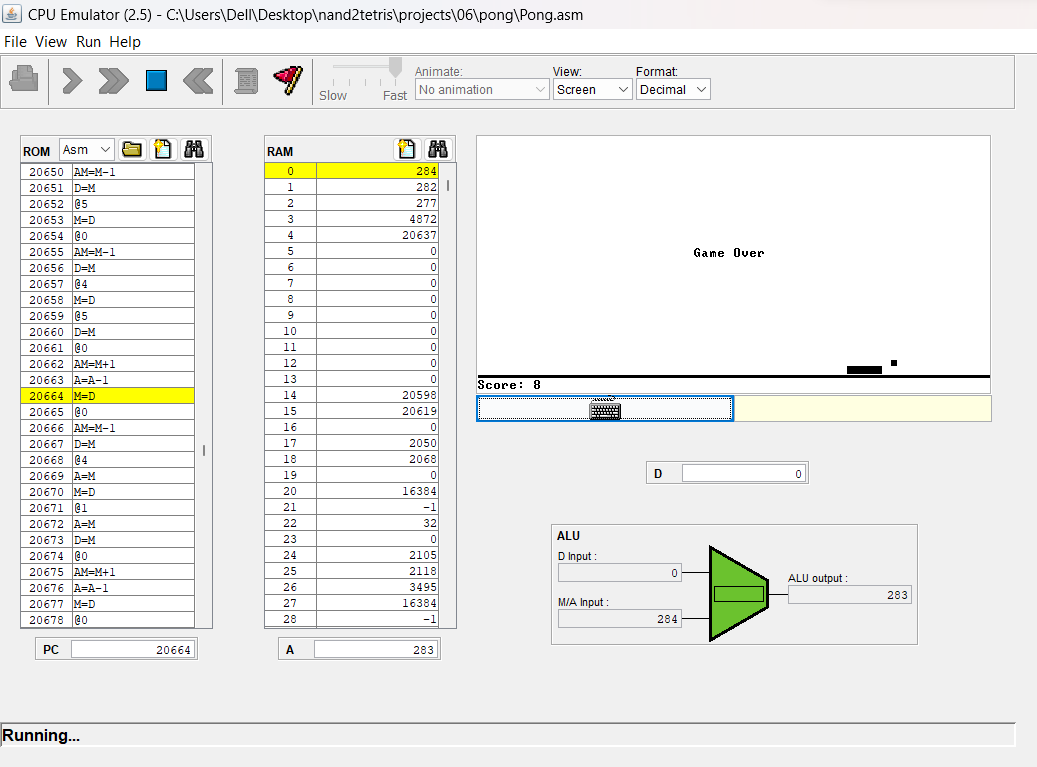 CPU Emulator (2.5) - C:\Users\Dell\Desktop\nand2tetris\projects\06\pong\Pong.asm
File View Run Help
Slow Fast
Animate:
No animation
View:
Screen
Format:
Decimal
ROM Asm
20650 AM=M-1
20651 D=M
20652 @5
20653 M=D
20654 @0
20655 AM=M-1
20656 D=M
20657 @4
20658 M=D
20659 @5
20660 D=M
20661 @0
20662 AM=M+1
20663 A=A-1
20664 M=D
20665 @0
20666 AM=M-1
20667 D=M
20668 @4
20669 A=M
20670 M=D
20671 @1
20672 A=M
20673 D=M
20674 @0
20675 AM=M+1
20676 A=A-1
20677 M=D
20678 @0
PC 20664
RAM
0 284
1 282
2 277
3 4872
4 20637
5 0
6 0
7 0
8 0
9 0
10 0
11 0
12 0
13 0
14 20598
15 20619
16 0
17 2050
18 2068
19 0
20 16384
21 -1
22 32
23 0
24 2105
25 2118
26 3495
27 16384
28 -1
A 283
Game Over
Score: 8
D 0
ALU
D Input :
0
M/A Input :
284
ALU output :
283
Running...